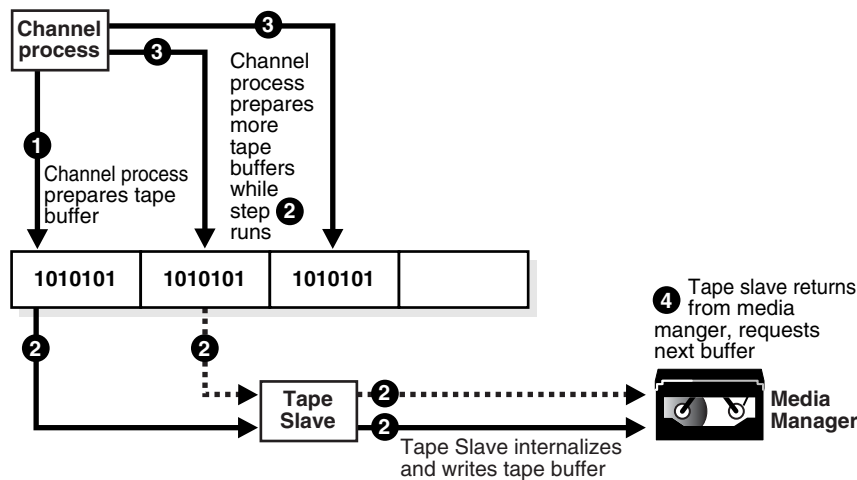 Channel
process
3
3
1
Channel process
prepares tape
buffer
Channel
process
prepares
more
tape
buffers
while
step 2
runs
1010101
1010101
1010101
4 Tape slave returns
from media
manger, requests
next buffer
2
2
Tape
Slave
2
2
Media
Manager
Tape Slave internalizes
and writes tape buffer